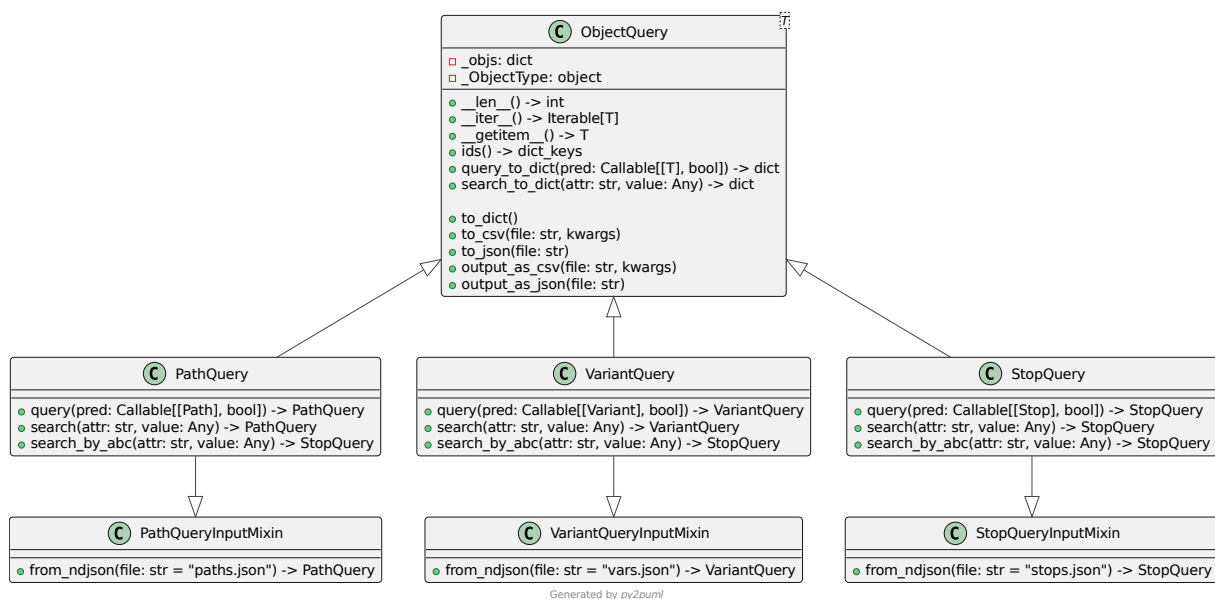 C ObjectQuery
T
_objs: dict
_ObjectType: object
__len__() -> int
__iter__() -> Iterable[T]
__getitem__() -> T
ids() -> dict_keys
query_to_dict(pred: Callable[[T], bool]) -> dict
search_to_dict(attr: str, value: Any) -> dict
to_dict()
to_csv(file: str, kwargs)
to_json(file: str)
output_as_csv(file: str, kwargs)
output_as_json(file: str)
C PathQuery
query(pred: Callable[[Path], bool]) -> PathQuery
search(attr: str, value: Any) -> PathQuery
search_by_abc(attr: str, value: Any) -> StopQuery
C VariantQuery
query(pred: Callable[[Variant], bool]) -> VariantQuery
search(attr: str, value: Any) -> VariantQuery
search_by_abc(attr: str, value: Any) -> StopQuery
C StopQuery
query(pred: Callable[[Stop], bool]) -> StopQuery
search(attr: str, value: Any) -> StopQuery
search_by_abc(attr: str, value: Any) -> StopQuery
C PathQueryInputMixin
from_ndjson(file: str = "paths.json") -> PathQuery
C VariantQueryInputMixin
from_ndjson(file: str = "vars.json") -> VariantQuery
C StopQueryInputMixin
from_ndjson(file: str = "stops.json") -> StopQuery
Generated by py2puml